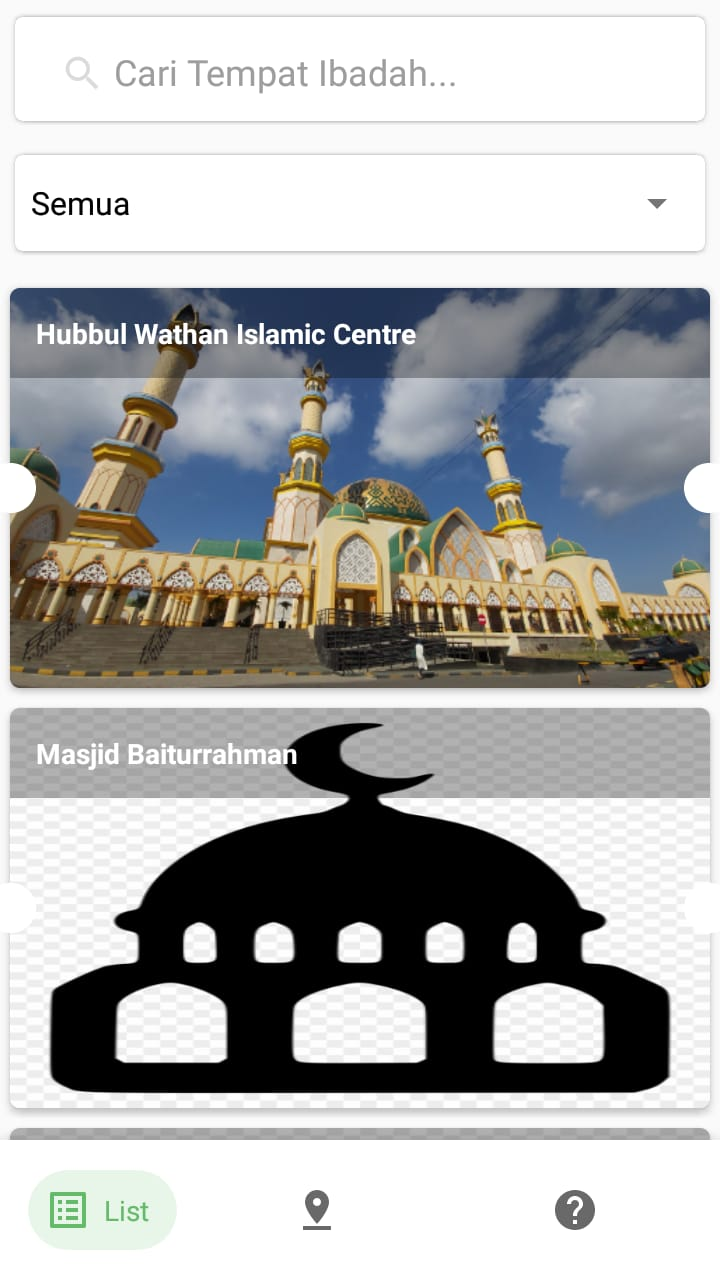 Cari Tempat Ibadah...
Semua
Hubbul Wathan Islamic Centre
Masjid Baiturrahman
List